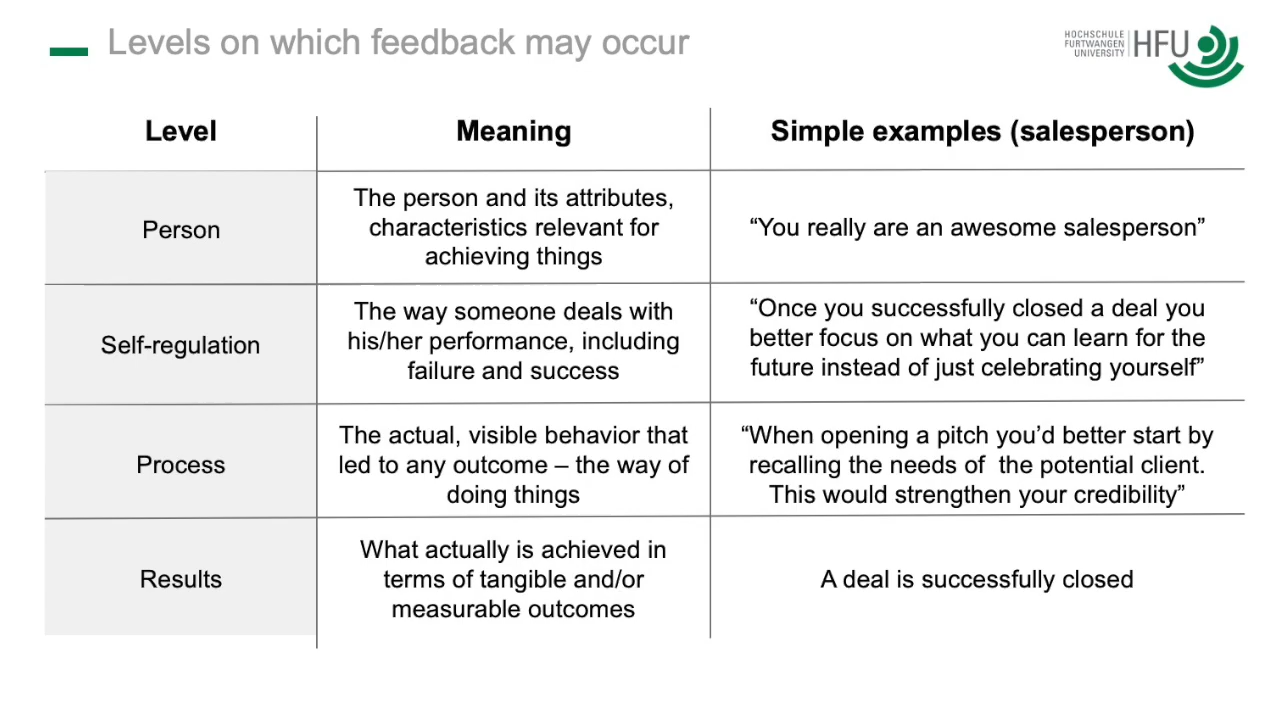 Levels on which feedback may occur
HOCHSCHULE
FURTWANGEN
UNIVERSITY
HFU
Level
Meaning
Simple examples (salesperson)
Person
The person and its attributes,
characteristics relevant for
achieving things
“You really are an awesome salesperson”
Self-regulation
The way someone deals with
his/her performance, including
failure and success
“Once you successfully closed a deal you
better focus on what you can learn for the
future instead of just celebrating yourself”
Process
The actual, visible behavior that
led to any outcome – the way of
doing things
“When opening a pitch you’d better start by
recalling the needs of  the potential client.
This would strengthen your credibility”
Results
What actually is achieved in
terms of tangible and/or
measurable outcomes
A deal is successfully closed